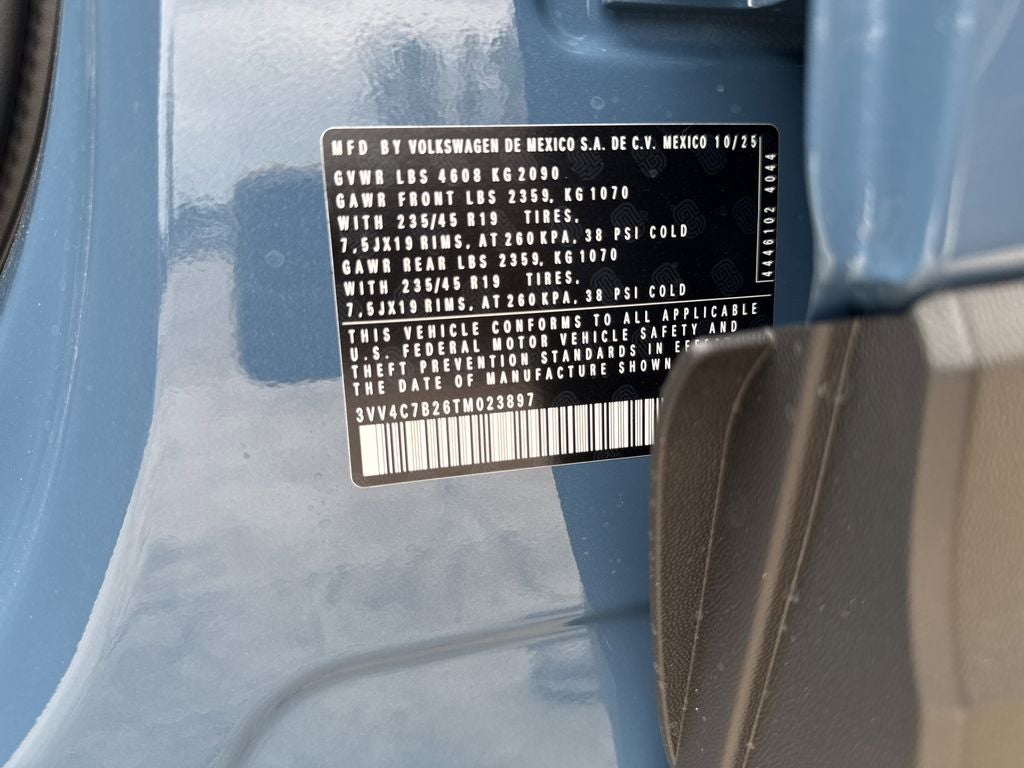 MFD BY VOLKSWAGEN DE MEXICO S.A. DE C.V. MEXICO 10/25
GVWR LBS 4608 KG 2090
GAWR FRONT LBS 2359, KG 1070
WITH 235/45 R19 TIRES,
7,5JX19 RIMS, AT 260 KPA, 38 PSI COLD
GAWR REAR LBS 2359, KG 1070
WITH 235/45 R19 TIRES,
7,5JX19 RIMS, AT 260 KPA, 38 PSI COLD
THIS VEHICLE CONFORMS TO ALL APPLICABLE
U.S. FEDERAL MOTOR VEHICLE SAFETY AND
THEFT PREVENTION STANDARDS IN
THE DATE OF MANUFACTURE SHOWN
3VV4C7B26TM023897
4446102 4044